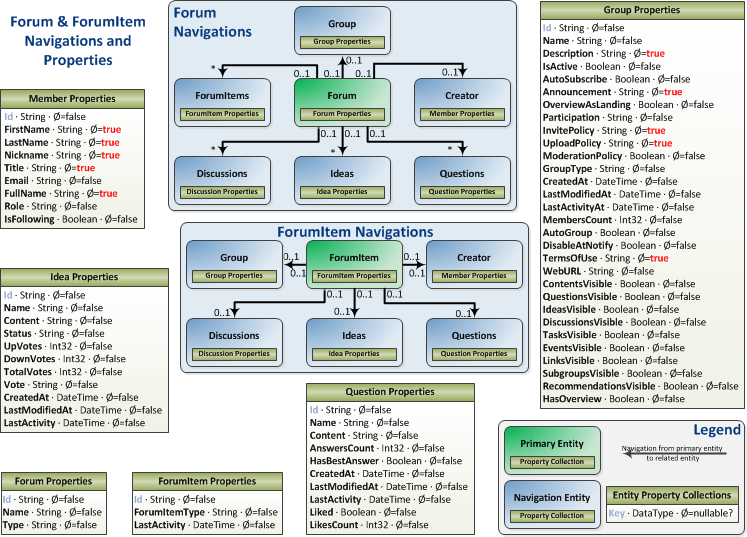 Forum & ForumItem
Navigations and
Properties
Forum
Navigations
Group
Group Properties
0..1
0..1
0..1
0..1
*
0..1
ForumItems
ForumItem Properties
Forum
Forum Properties
Creator
Member Properties
0..1
0..1
0..1
*
*
*
Discussions
Discussion Properties
Ideas
Idea Properties
Questions
Question Properties
ForumItem Navigations
Group
Group Properties
0..1
0..1
ForumItem
ForumItem Properties
0..1
0..1
Creator
Member Properties
0..1
0..1
0..1
0..1
0..1
0..1
Discussions
Discussion Properties
Ideas
Idea Properties
Questions
Question Properties
Member Properties
Id · String · Ø=false
FirstName · String · Ø=true
LastName · String · Ø=true
Nickname · String · Ø=true
Title · String · Ø=true
Email · String · Ø=false
FullName · String · Ø=true
Role · String · Ø=false
IsFollowing · Boolean · Ø=false
Idea Properties
Id · String · Ø=false
Name · String · Ø=false
Content · String · Ø=false
Status · String · Ø=false
UpVotes · Int32 · Ø=false
DownVotes · Int32 · Ø=false
TotalVotes · Int32 · Ø=false
Vote · String · Ø=false
CreatedAt · DateTime · Ø=false
LastModifiedAt · DateTime · Ø=false
LastActivity · DateTime · Ø=false
Forum Properties
Id · String · Ø=false
Name · String · Ø=false
Type · String · Ø=false
ForumItem Properties
Id · String · Ø=false
ForumItemType · String · Ø=false
LastActivity · DateTime · Ø=false
Question Properties
Id · String · Ø=false
Name · String · Ø=false
Content · String · Ø=false
AnswersCount · Int32 · Ø=false
HasBestAnswer · Boolean · Ø=false
CreatedAt · DateTime · Ø=false
LastModifiedAt · DateTime · Ø=false
LastActivity · DateTime · Ø=false
Liked · Boolean · Ø=false
LikesCount · Int32 · Ø=false
Group Properties
Id · String · Ø=false
Name · String · Ø=false
Description · String · Ø=true
IsActive · Boolean · Ø=false
AutoSubscribe · Boolean · Ø=false
Announcement · String · Ø=true
OverviewAsLanding · Boolean · Ø=false
Participation · String · Ø=false
InvitePolicy · String · Ø=true
UploadPolicy · String · Ø=true
ModerationPolicy · Boolean · Ø=false
GroupType · String · Ø=false
CreatedAt · DateTime · Ø=false
LastModifiedAt · DateTime · Ø=false
LastActivityAt · DateTime · Ø=false
MembersCount · Int32 · Ø=false
AutoGroup · Boolean · Ø=false
DisableAtNotify · Boolean · Ø=false
TermsOfUse · String · Ø=true
WebURL · String · Ø=false
ContentsVisible · Boolean · Ø=false
QuestionsVisible · Boolean · Ø=false
IdeasVisible · Boolean · Ø=false
DiscussionsVisible · Boolean · Ø=false
TasksVisible · Boolean · Ø=false
EventsVisible · Boolean · Ø=false
LinksVisible · Boolean · Ø=false
SubgroupsVisible · Boolean · Ø=false
RecommendationsVisible · Boolean · Ø=false
HasOverview · Boolean · Ø=false
Legend
Primary Entity
Property Collection
Navigation from primary entity
to related entity
Navigation Entity
Property Collection
Entity Property Collections
Key · DataType · Ø=nullable?